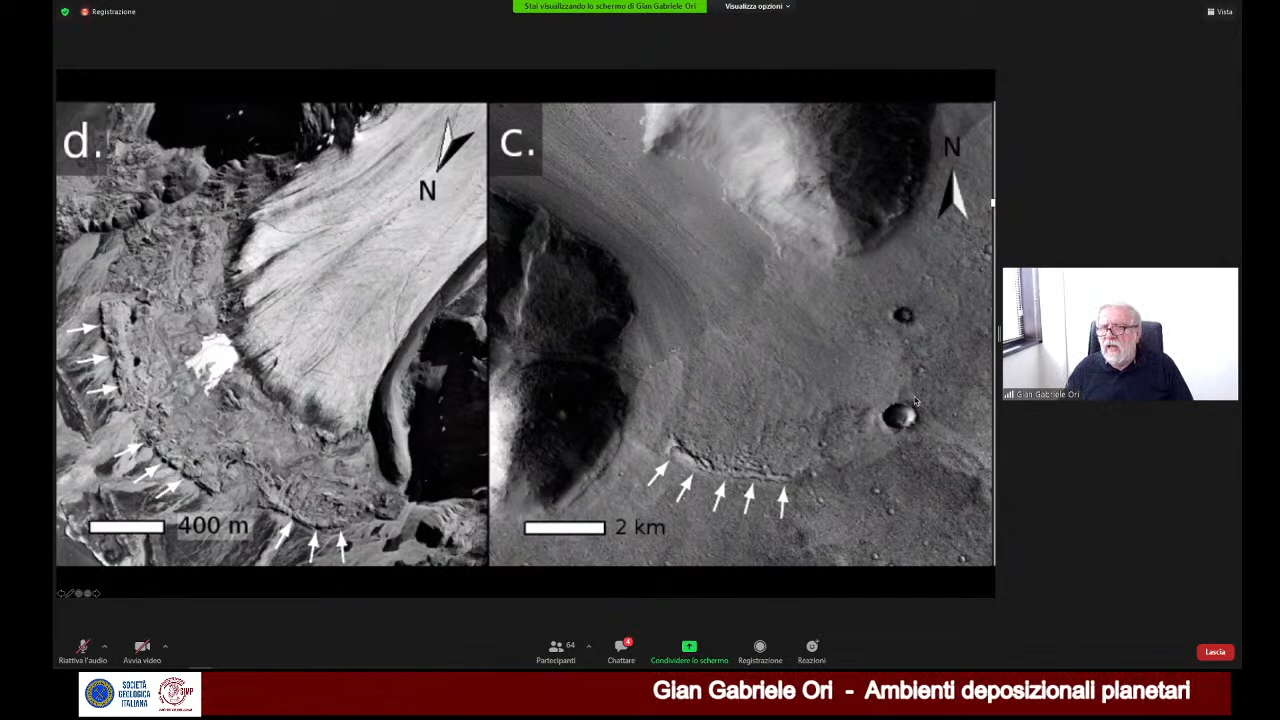 Registrazione
Stai visualizzando lo schermo di Gian Gabriele Ori
Visualizza opzioni
Vista
d.
N
400 m
c.
N
2 km
Gian Gabriele Ori
Riattiva l'audio
Avvia video
64
Partecipanti
4
Chattare
Condividere lo schermo
Registrazione
Reazioni
Lascia
SOCIETÀ
GEOLOGICA
ITALIANA
Gian Gabriele Ori - Ambienti deposizionali planetari